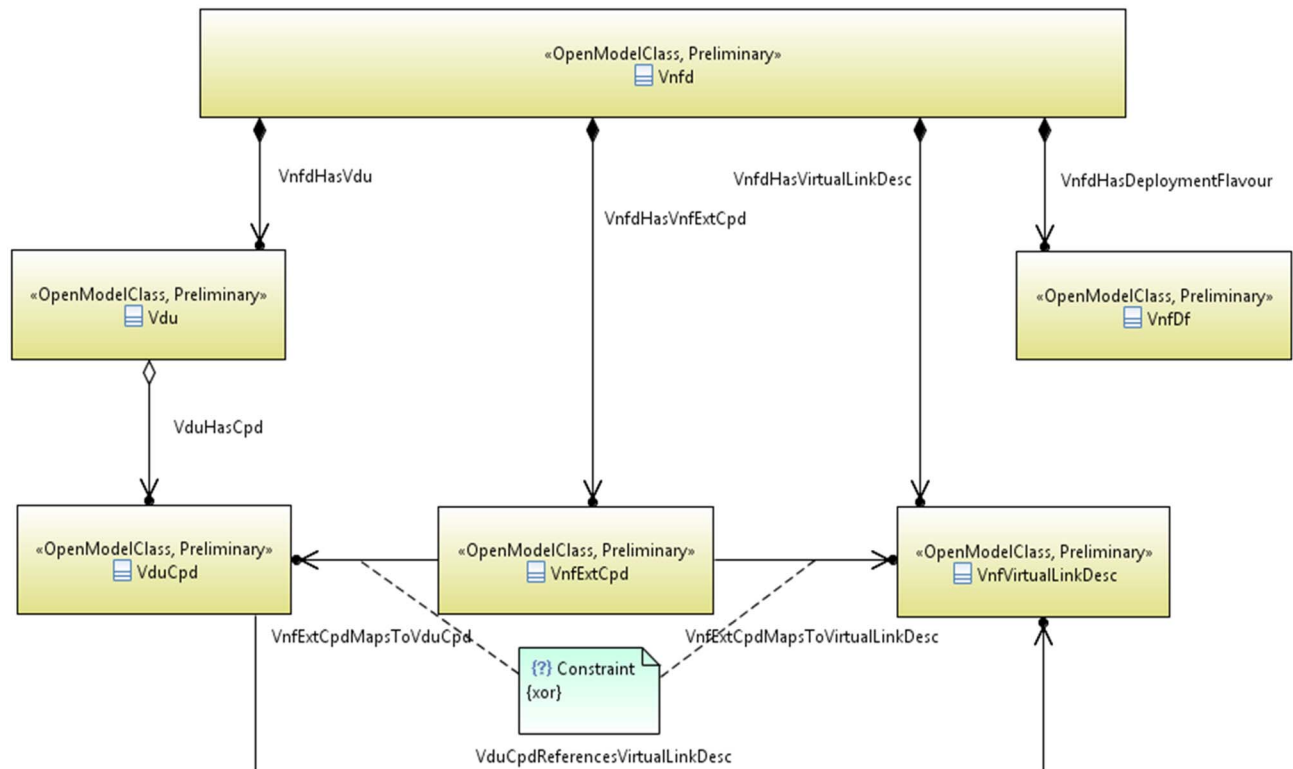 «OpenModelClass, Preliminary»
Vnfd
VnfdHasVdu
VnfdHasVnfExtCpd
VnfdHasVirtualLinkDesc
VnfdHasDeploymentFlavour
«OpenModelClass, Preliminary»
Vdu
«OpenModelClass, Preliminary»
VnfDf
VduHasCpd
«OpenModelClass, Preliminary»
VduCpd
«OpenModelClass, Preliminary»
VnfExtCpd
«OpenModelClass, Preliminary»
VnfVirtualLinkDesc
VnfExtCpdMapsToVduCpd
VnfExtCpdMapsToVirtualLinkDesc
{?} Constraint
{xor}
VduCpdReferencesVirtualLinkDesc